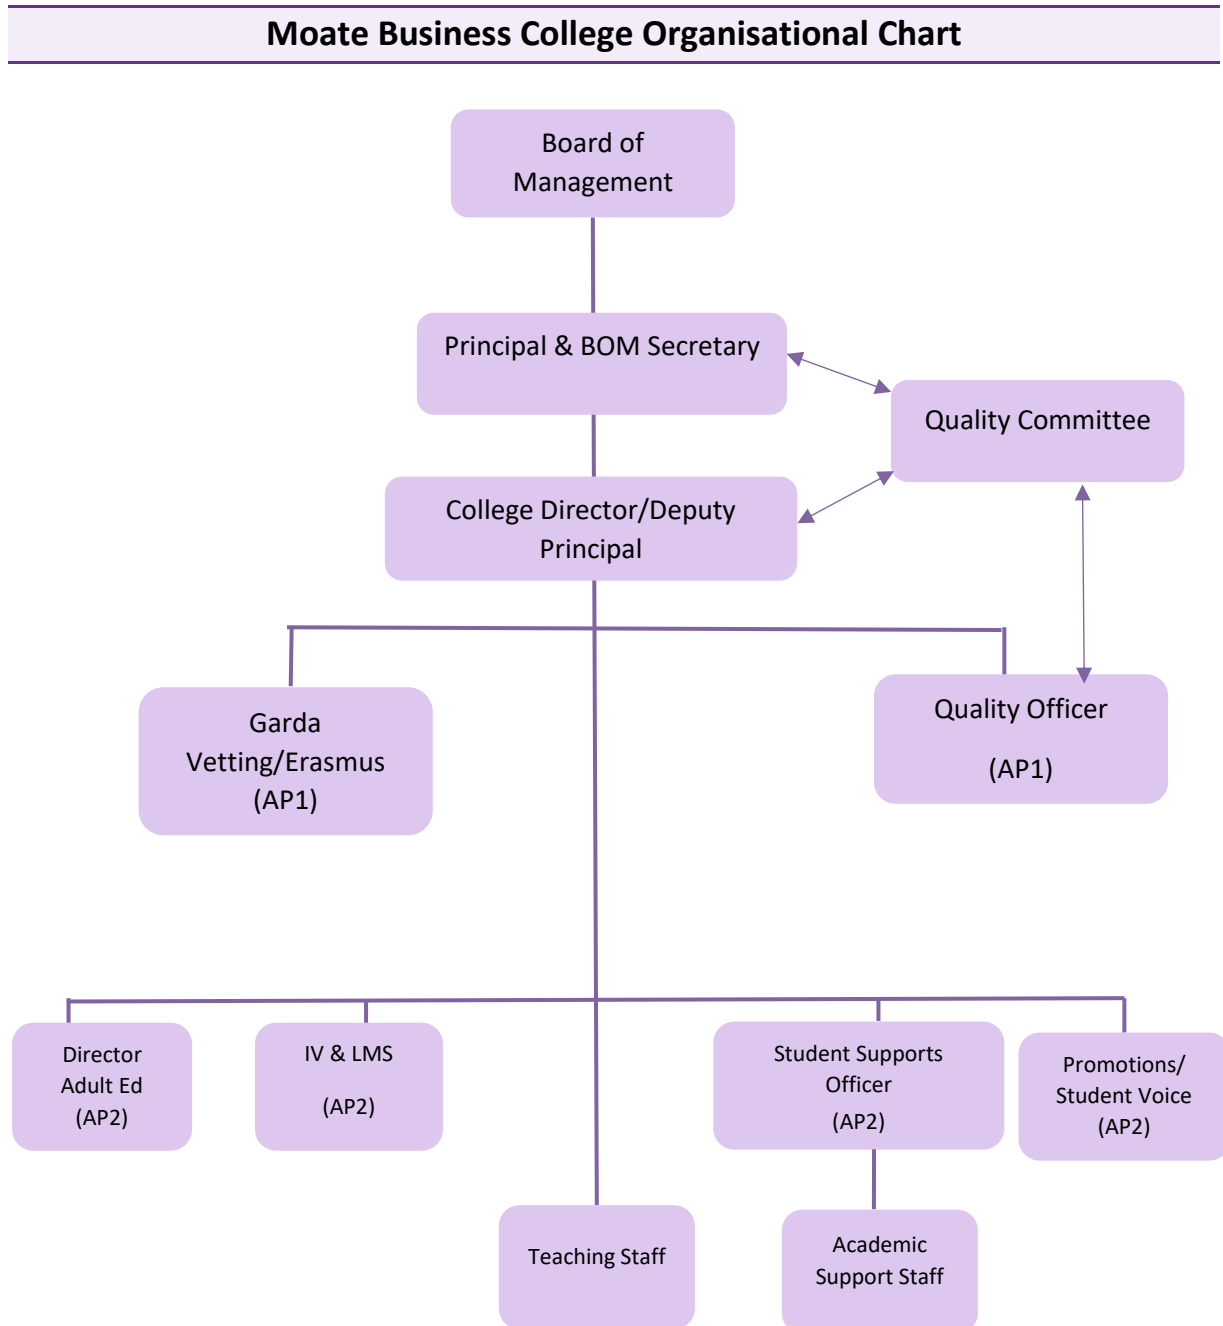 Moate Business College Organisational Chart
Board of
Management
Principal & BOM Secretary
Quality Committee
College Director/Deputy
Principal
Garda
Vetting/Erasmus
(AP1)
Quality Officer
(AP1)
Director
Adult Ed
(AP2)
IV & LMS
(AP2)
Student Supports
Officer
(AP2)
Promotions/
Student Voice
(AP2)
Teaching Staff
Academic
Support Staff